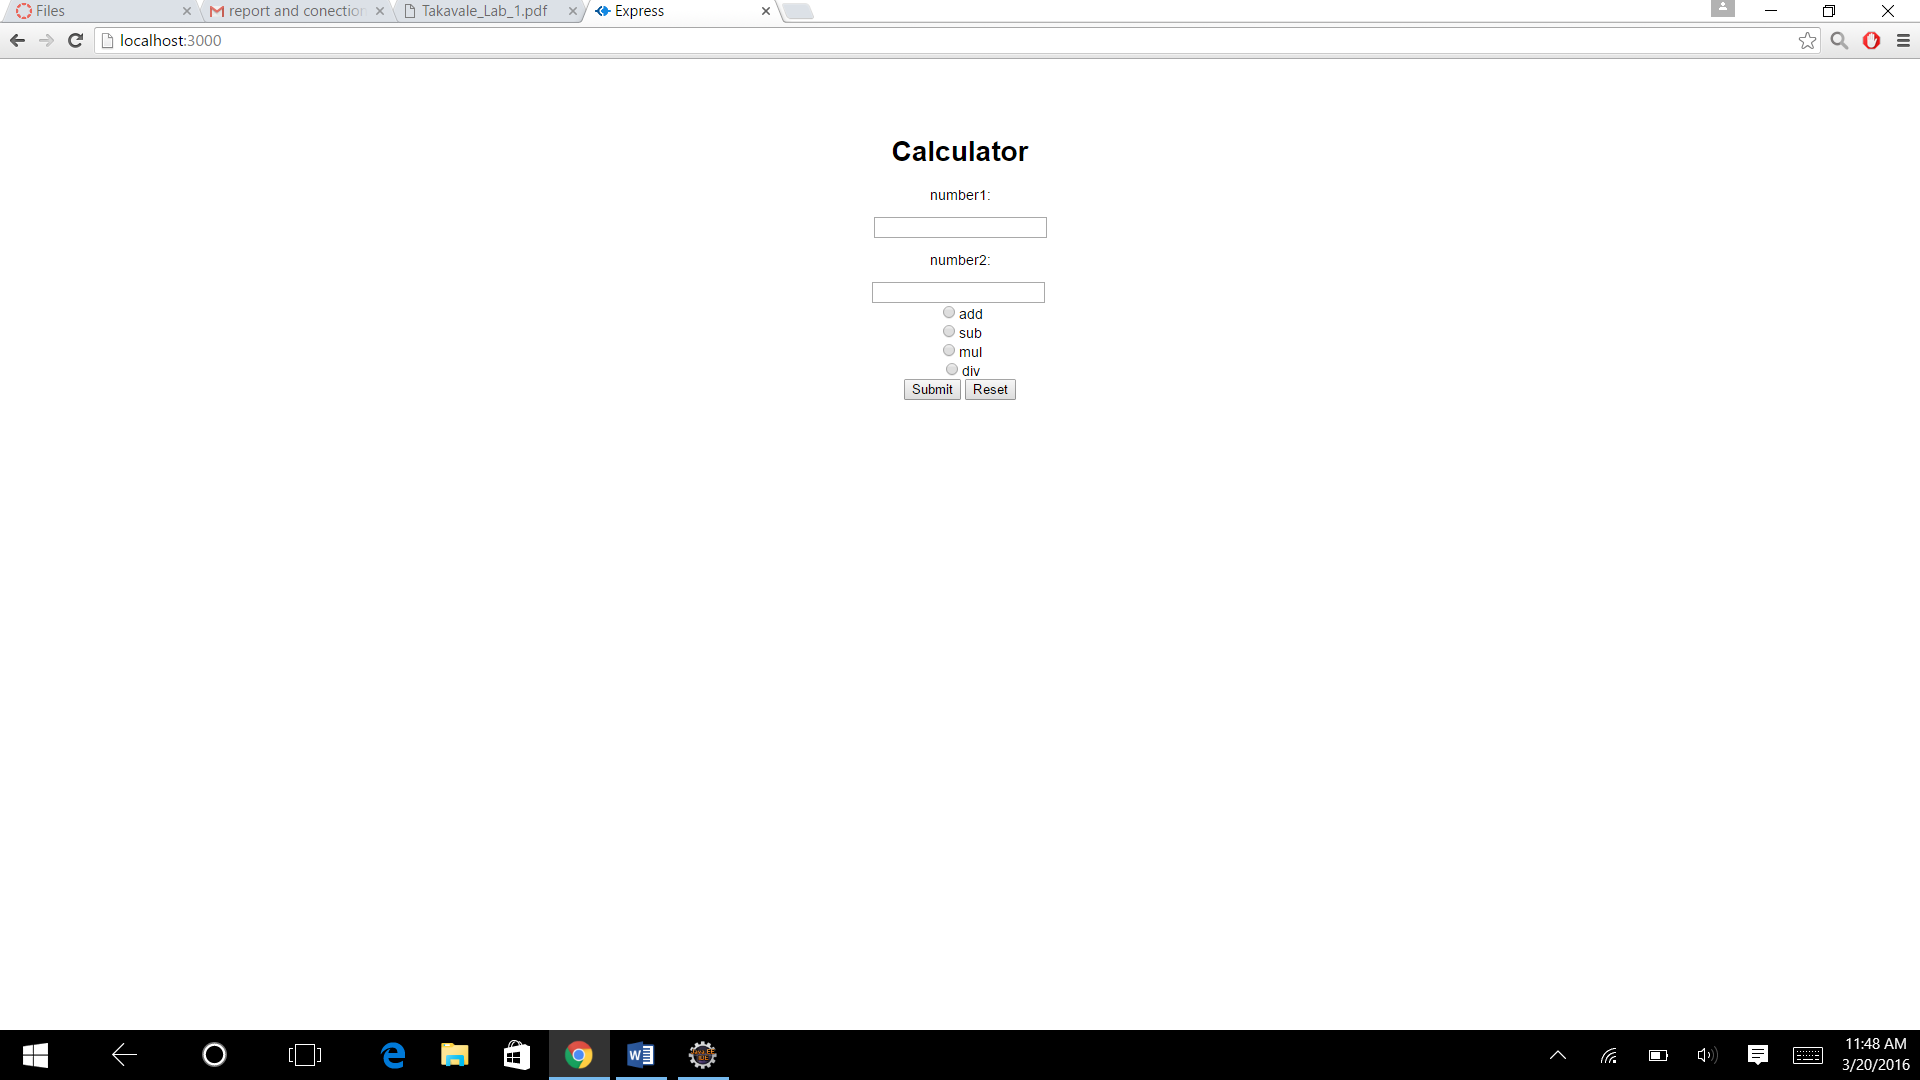 Files
report and conection
Takavale_Lab_1.pdf
Express
localhost:3000
Calculator
number1:
number2:
add
sub
mul
div
Submit Reset
11:48 AM
3/20/2016